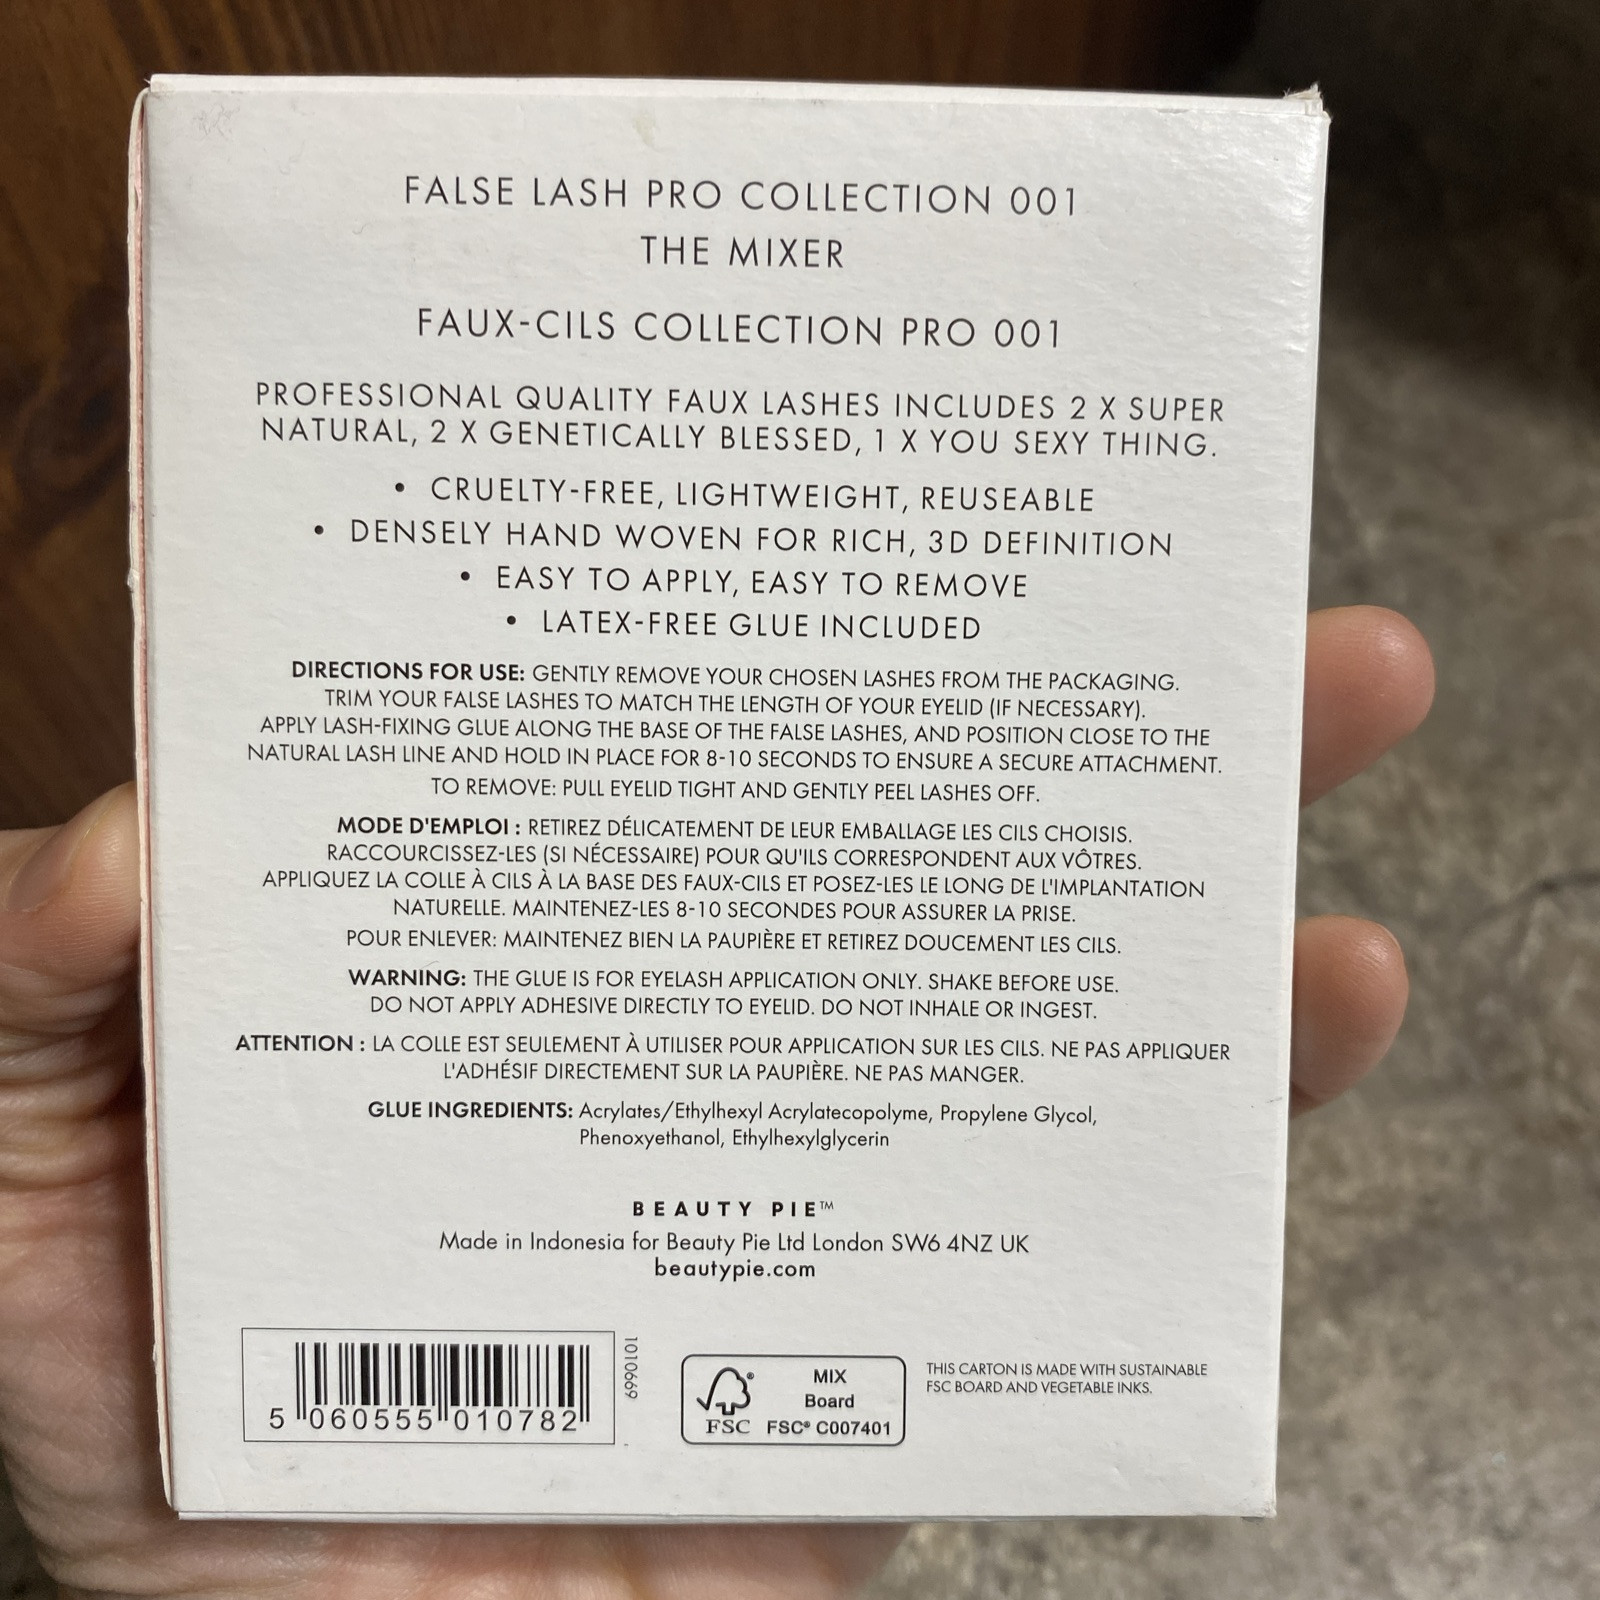 FALSE LASH PRO COLLECTION 001
THE MIXER
FAUX-CILS COLLECTION PRO 001
PROFESSIONAL QUALITY FAUX LASHES INCLUDES 2 X SUPER
NATURAL, 2 X GENETICALLY BLESSED, 1 X YOU SEXY THING.
• CRUELTY-FREE, LIGHTWEIGHT, REUSEABLE
• DENSELY HAND WOVEN FOR RICH, 3D DEFINITION
• EASY TO APPLY, EASY TO REMOVE
• LATEX-FREE GLUE INCLUDED
DIRECTIONS FOR USE: GENTLY REMOVE YOUR CHOSEN LASHES FROM THE PACKAGING.
TRIM YOUR FALSE LASHES TO MATCH THE LENGTH OF YOUR EYELID (IF NECESSARY).
APPLY LASH-FIXING GLUE ALONG THE BASE OF THE FALSE LASHES, AND POSITION CLOSE TO THE
NATURAL LASH LINE AND HOLD IN PLACE FOR 8-10 SECONDS TO ENSURE A SECURE ATTACHMENT.
TO REMOVE: PULL EYELID TIGHT AND GENTLY PEEL LASHES OFF.
MODE D'EMPLOI : RETIREZ DÉLICATEMENT DE LEUR EMBALLAGE LES CILS CHOISIS.
RACCOURCISSEZ-LES (SI NÉCESSAIRE) POUR QU'ILS CORRESPONDENT AUX VÔTRES.
APPLIQUEZ LA COLLE À CILS À LA BASE DES FAUX-CILS ET POSEZ-LES LE LONG DE L'IMPLANTATION
NATURELLE. MAINTENEZ-LES 8-10 SECONDES POUR ASSURER LA PRISE.
POUR ENLEVER: MAINTENEZ BIEN LA PAUPIÈRE ET RETIREZ DOUCEMENT LES CILS.
WARNING: THE GLUE IS FOR EYELASH APPLICATION ONLY. SHAKE BEFORE USE.
DO NOT APPLY ADHESIVE DIRECTLY TO EYELID. DO NOT INHALE OR INGEST.
ATTENTION : LA COLLE EST SEULEMENT À UTILISER POUR APPLICATION SUR LES CILS. NE PAS APPLIQUER
L'ADHÉSIF DIRECTEMENT SUR LA PAUPIÈRE. NE PAS MANGER.
GLUE INGREDIENTS: Acrylates/Ethylhexyl Acrylatecopolyme, Propylene Glycol,
Phenoxyethanol, Ethylhexylglycerin
BEAUTY PIE™
Made in Indonesia for Beauty Pie Ltd London SW6 4NZ UK
beautypie.com
5 060555 010782
1010669
FSC
MIX
Board
FSC® C007401
THIS CARTON IS MADE WITH SUSTAINABLE
FSC BOARD AND VEGETABLE INKS.